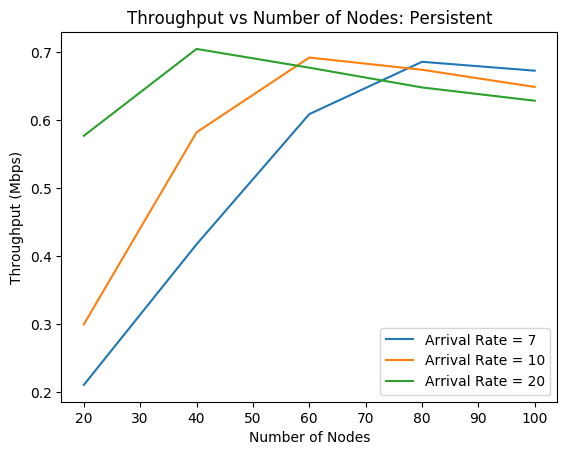 Throughput vs Number of Nodes: Persistent
Throughput (Mbps)
0.7
0.6
0.5
0.4
0.3
0.2
20 30 40 50 60 70 80 90 100
Number of Nodes
Arrival Rate = 7
Arrival Rate = 10
Arrival Rate = 20